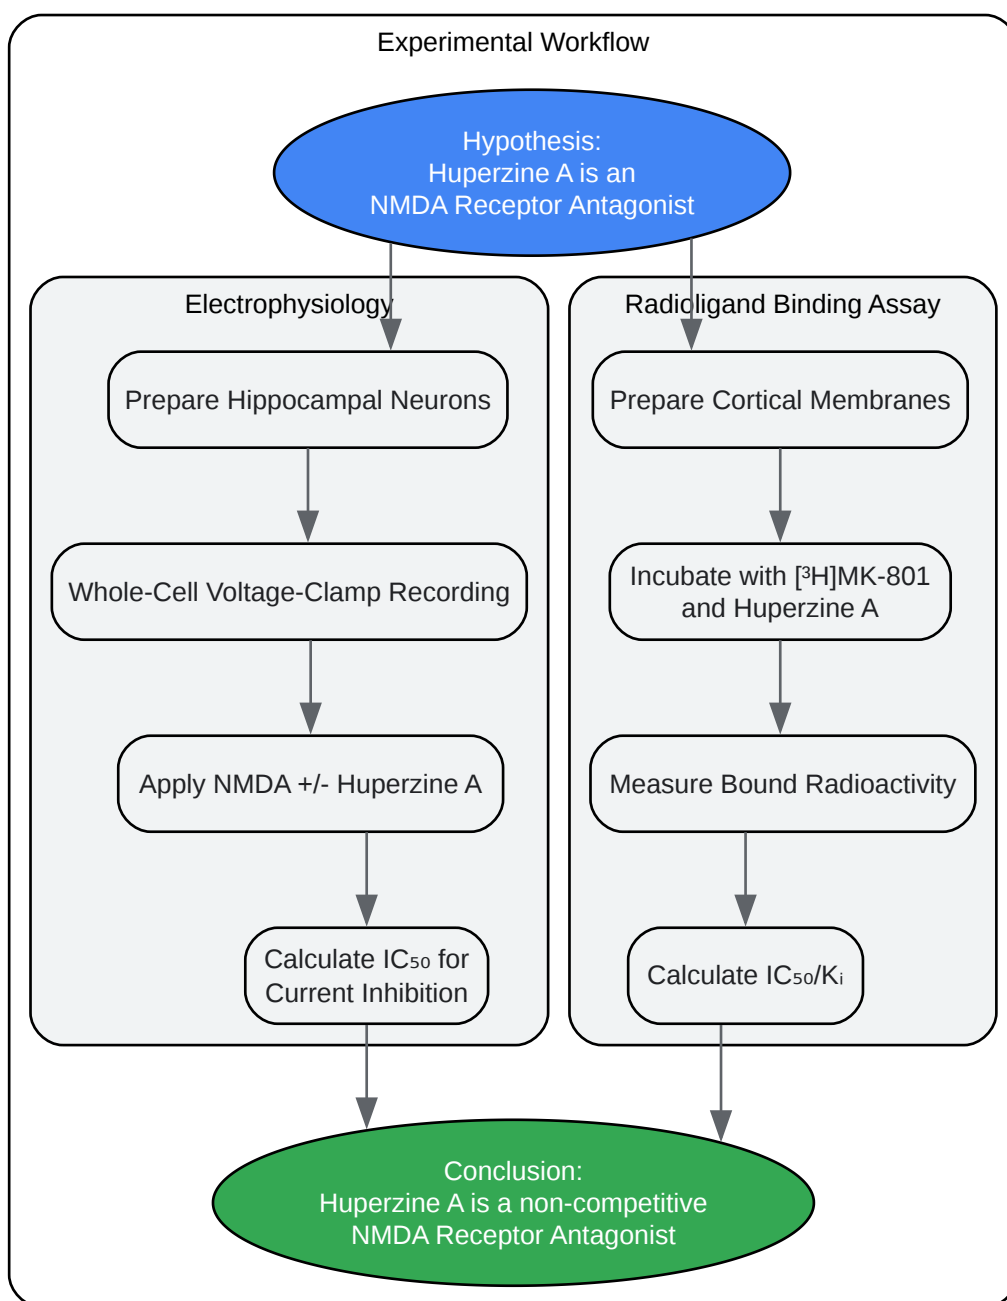 Experimental Workflow
Hypothesis:
Huperzine A is an
NMDA Receptor Antagonist
Electrophysiology
Prepare Hippocampal Neurons
Whole-Cell Voltage-Clamp Recording
Apply NMDA +/- Huperzine A
Calculate IC₅₀ for
Current Inhibition
Radioligand Binding Assay
Prepare Cortical Membranes
Incubate with [³H]MK-801
and Huperzine A
Measure Bound Radioactivity
Calculate IC₅₀/Kᵢ
Conclusion:
Huperzine A is a non-competitive
NMDA Receptor Antagonist